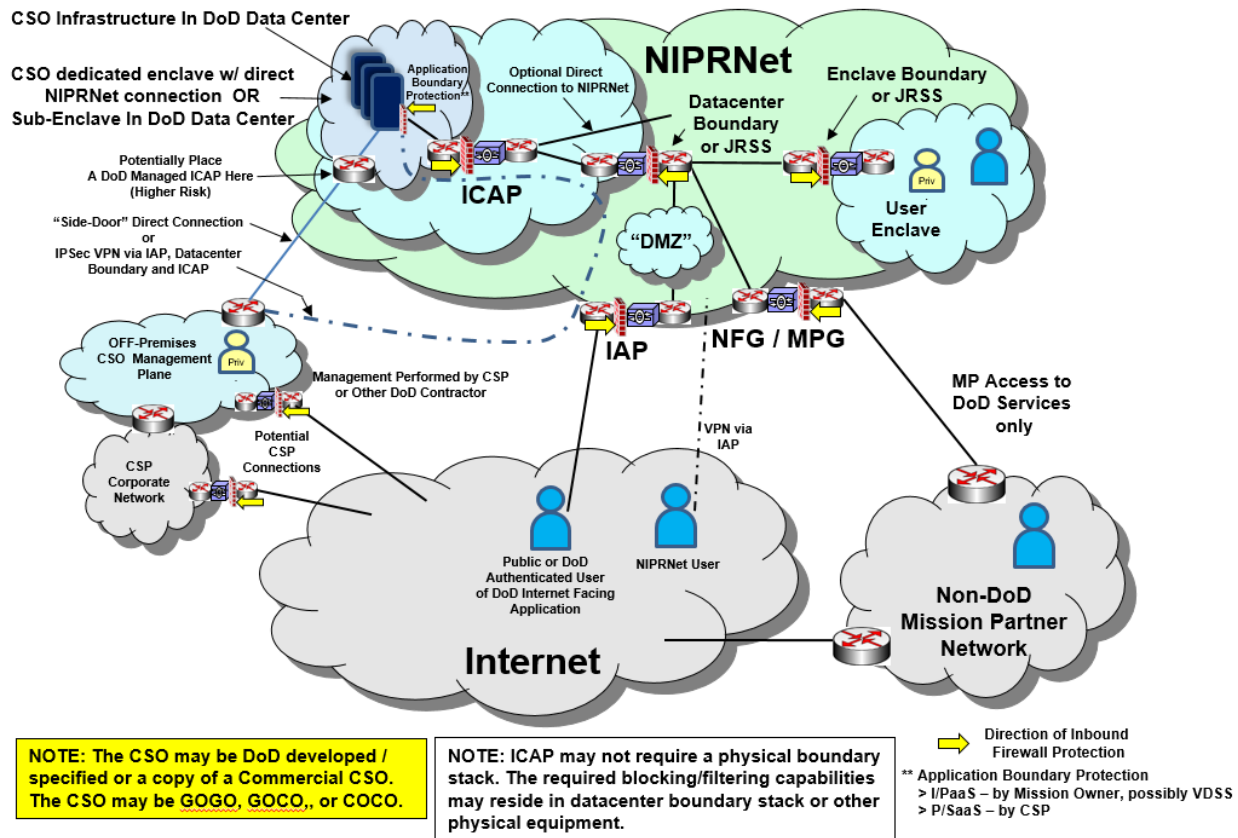 CSO Infrastructure In DoD Data Center
CSO dedicated enclave w/ direct
NIPRNet connection OR
Sub-Enclave In DoD Data Center
Application
Boundary
Protection**
Optional Direct
Connection to NIPRNet
NIPRNet
Datacenter
Boundary
or JRSS
Enclave Boundary
or JRSS
Potentially Place
A DoD Managed ICAP Here
(Higher Risk)
ICAP
Priv
User
Enclave
“Side-Door” Direct Connection
or
IPSec VPN via IAP, Datacenter
Boundary and ICAP
“DMZ”
IAP
NFG / MPG
OFF-Premises
CSO Management
Plane
Priv
Management Performed by CSP
or Other DoD Contractor
MP Access to
DoD Services
only
VPN via
IAP
Potential
CSP
Connections
CSP
Corporate
Network
Public or DoD
Authenticated User
of DoD Internet Facing
Application
NIPRNet User
Non-DoD
Mission Partner
Network
Internet
NOTE: The CSO may be DoD developed /
specified or a copy of a Commercial CSO.
The CSO may be GOGO, GOCO,, or COCO.
NOTE: ICAP may not require a physical boundary
stack. The required blocking/filtering capabilities
may reside in datacenter boundary stack or other
physical equipment.
Direction of Inbound
Firewall Protection
** Application Boundary Protection
> I/PaaS – by Mission Owner, possibly VDSS
> P/SaaS – by CSP